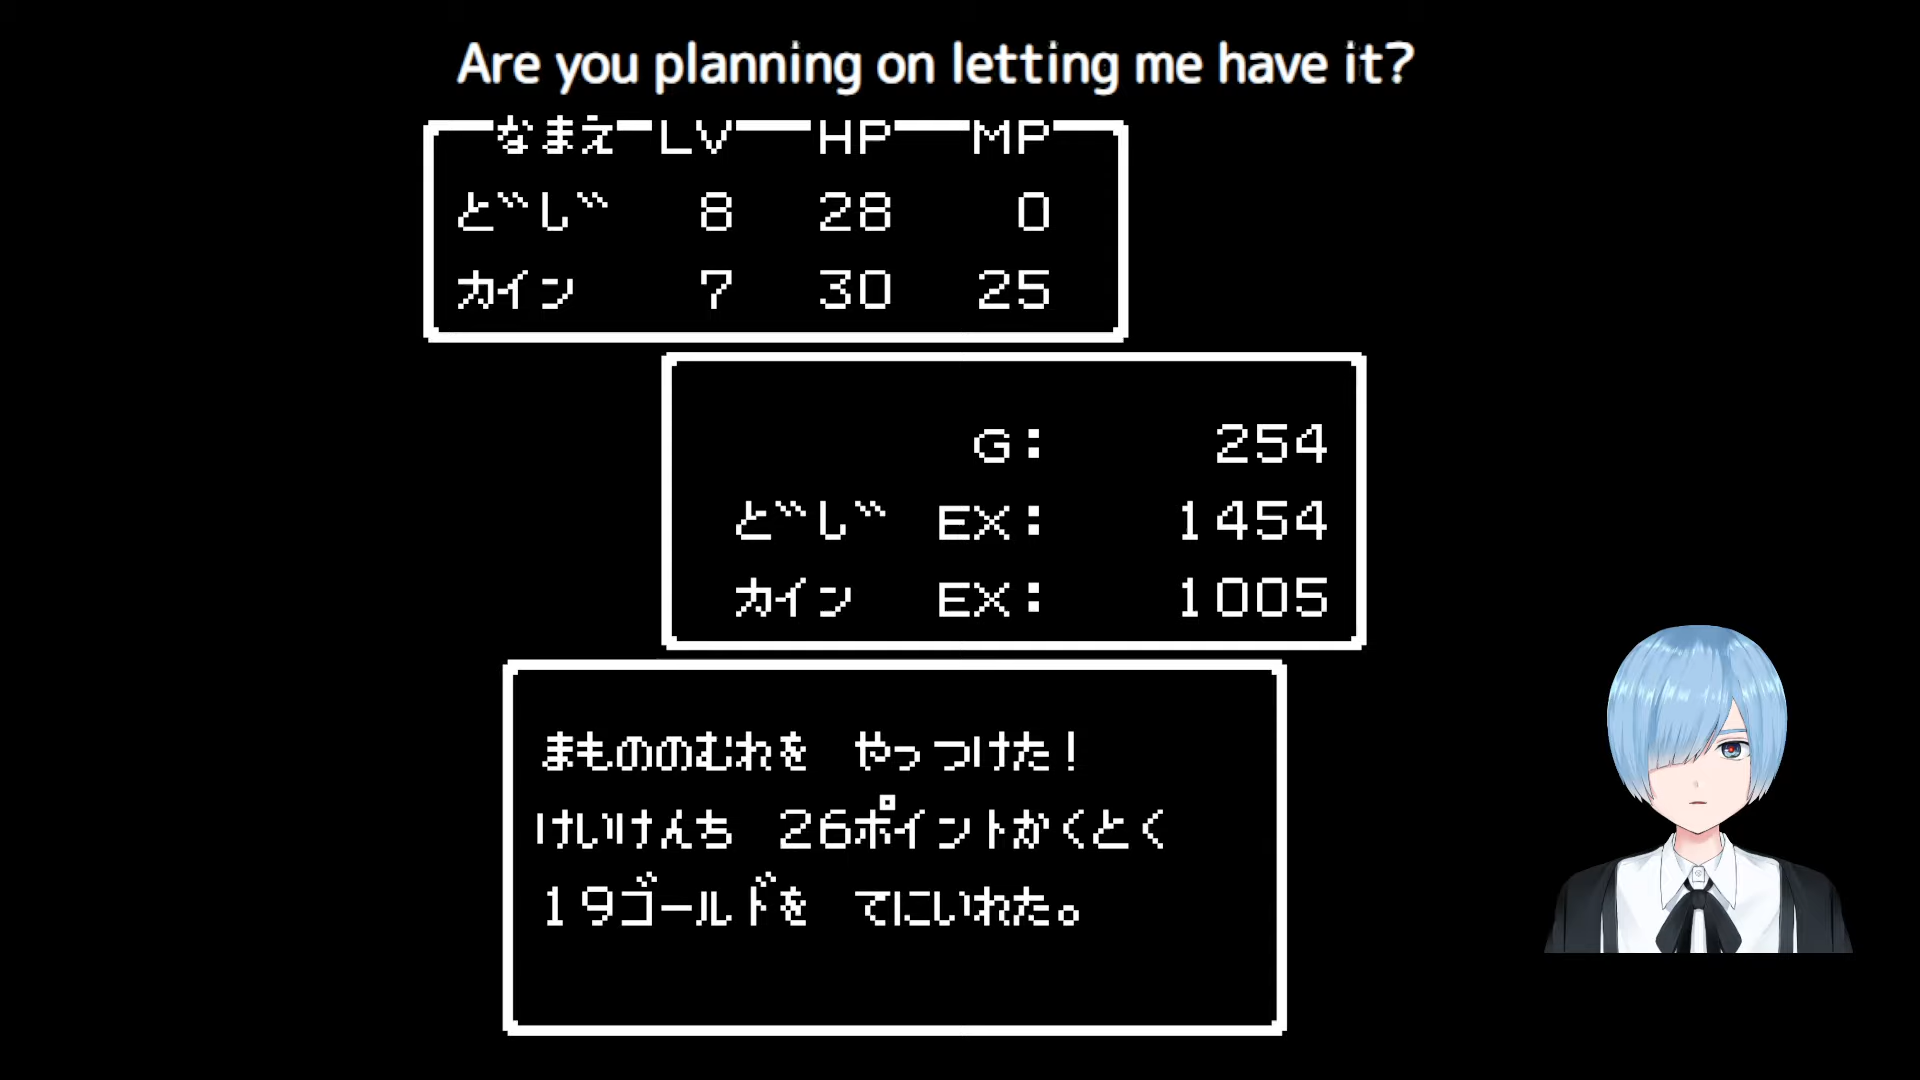 Are you planning on letting me have it?
なまえ LV HP MP
どじ 8 28 0
カイン 7 30 25
G: 254
どじ EX: 1454
カイン EX: 1005
まもののむれを やっつけた!
けいけんち 26ポイントかくとく
19ゴールドを てにいれた。